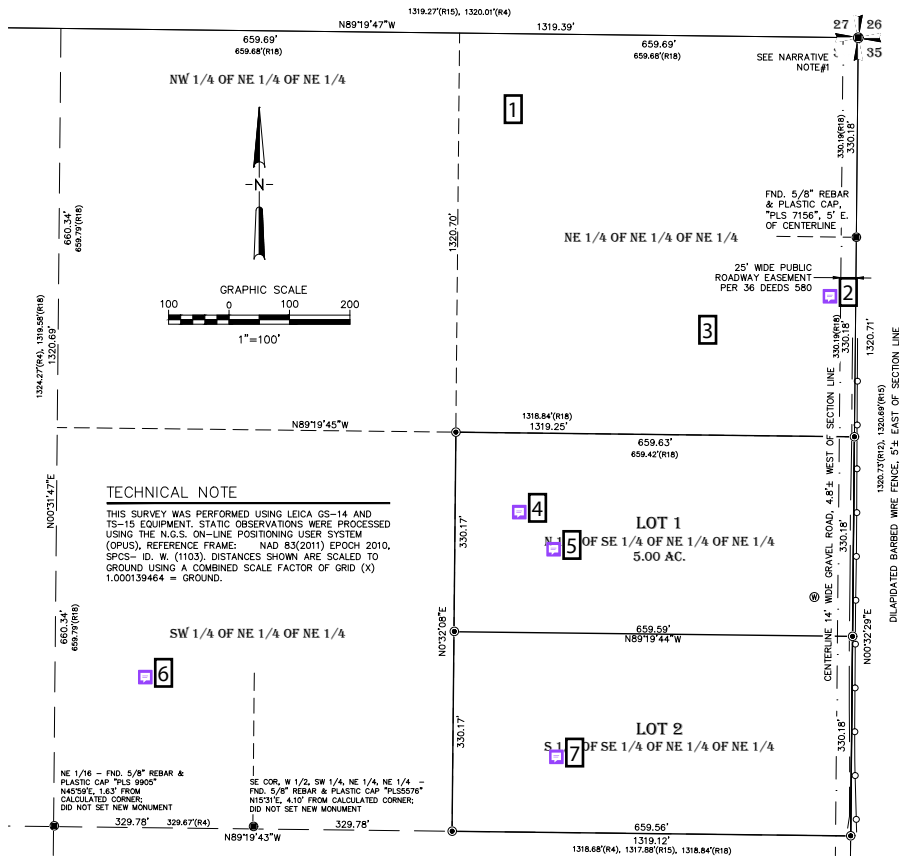 1319.27'(R15), 1320.01'(R4)
N89°19'47"W
1319.39'
27 26
35
659.69'
659.68'(R18)
659.69'
659.68'(R18)
SEE NARRATIVE
NOTE#1
NW 1/4 OF NE 1/4 OF NE 1/4
1
330.19(R18)
330.18'
-N-
FND. 5/8" REBAR
& PLASTIC CAP,
"PLS 7156", 5' E.
OF CENTERLINE
660.34'
659.79'(R18)
1320.70'
NE 1/4 OF NE 1/4 OF NE 1/4
25' WIDE PUBLIC
ROADWAY EASEMENT
PER 36 DEEDS 580
2
GRAPHIC SCALE
100 0 100 200
1"=100'
3
330.19(R18)
330.18'
1320.71'
1324.27'(R4), 1319.58'(R18)
1320.69'
1320.73'(R12), 1320.69'(R15)
DILAPIDATED BARBED WIRE FENCE, 5'± EAST OF SECTION LINE
CENTERLINE 14' WIDE GRAVEL ROAD, 4.8'± WEST OF SECTION LINE
N89°19'45"W
1318.84'(R18)
1319.25'
659.63'
659.42'(R18)
N00°31'47"E
TECHNICAL NOTE
THIS SURVEY WAS PERFORMED USING LEICA GS-14 AND
TS-15 EQUIPMENT. STATIC OBSERVATIONS WERE PROCESSED
USING THE N.G.S. ON-LINE POSITIONING USER SYSTEM
(OPUS), REFERENCE FRAME: NAD 83(2011) EPOCH 2010,
SPCS- ID. W. (1103). DISTANCES SHOWN ARE SCALED TO
GROUND USING A COMBINED SCALE FACTOR OF GRID (X)
1.000139464 = GROUND.
330.17'
4
LOT 1
5
N 1 OF SE 1/4 OF NE 1/4 OF NE 1/4
5.00 AC.
330.18'
W
N0°32'08"E
659.59'
N89°19'44"W
N00°32'29"E
660.34'
659.79'(R18)
SW 1/4 OF NE 1/4 OF NE 1/4
6
330.17'
LOT 2
7
S 1 OF SE 1/4 OF NE 1/4 OF NE 1/4
330.18'
NE 1/16 - FND. 5/8" REBAR &
PLASTIC CAP "PLS 9905"
N45°59'E, 1.63' FROM
CALCULATED CORNER;
DID NOT SET NEW MONUMENT
SE COR, W 1/2, SW 1/4, NE 1/4, NE 1/4 -
FND. 5/8" REBAR & PLASTIC CAP "PLS5576"
N15°31'E, 4.10' FROM CALCULATED CORNER;
DID NOT SET NEW MONUMENT
329.78' 329.67'(R4)
329.78'
N89°19'43"W
659.56'
1319.12'
1318.68'(R4), 1317.88'(R15), 1318.84'(R18)